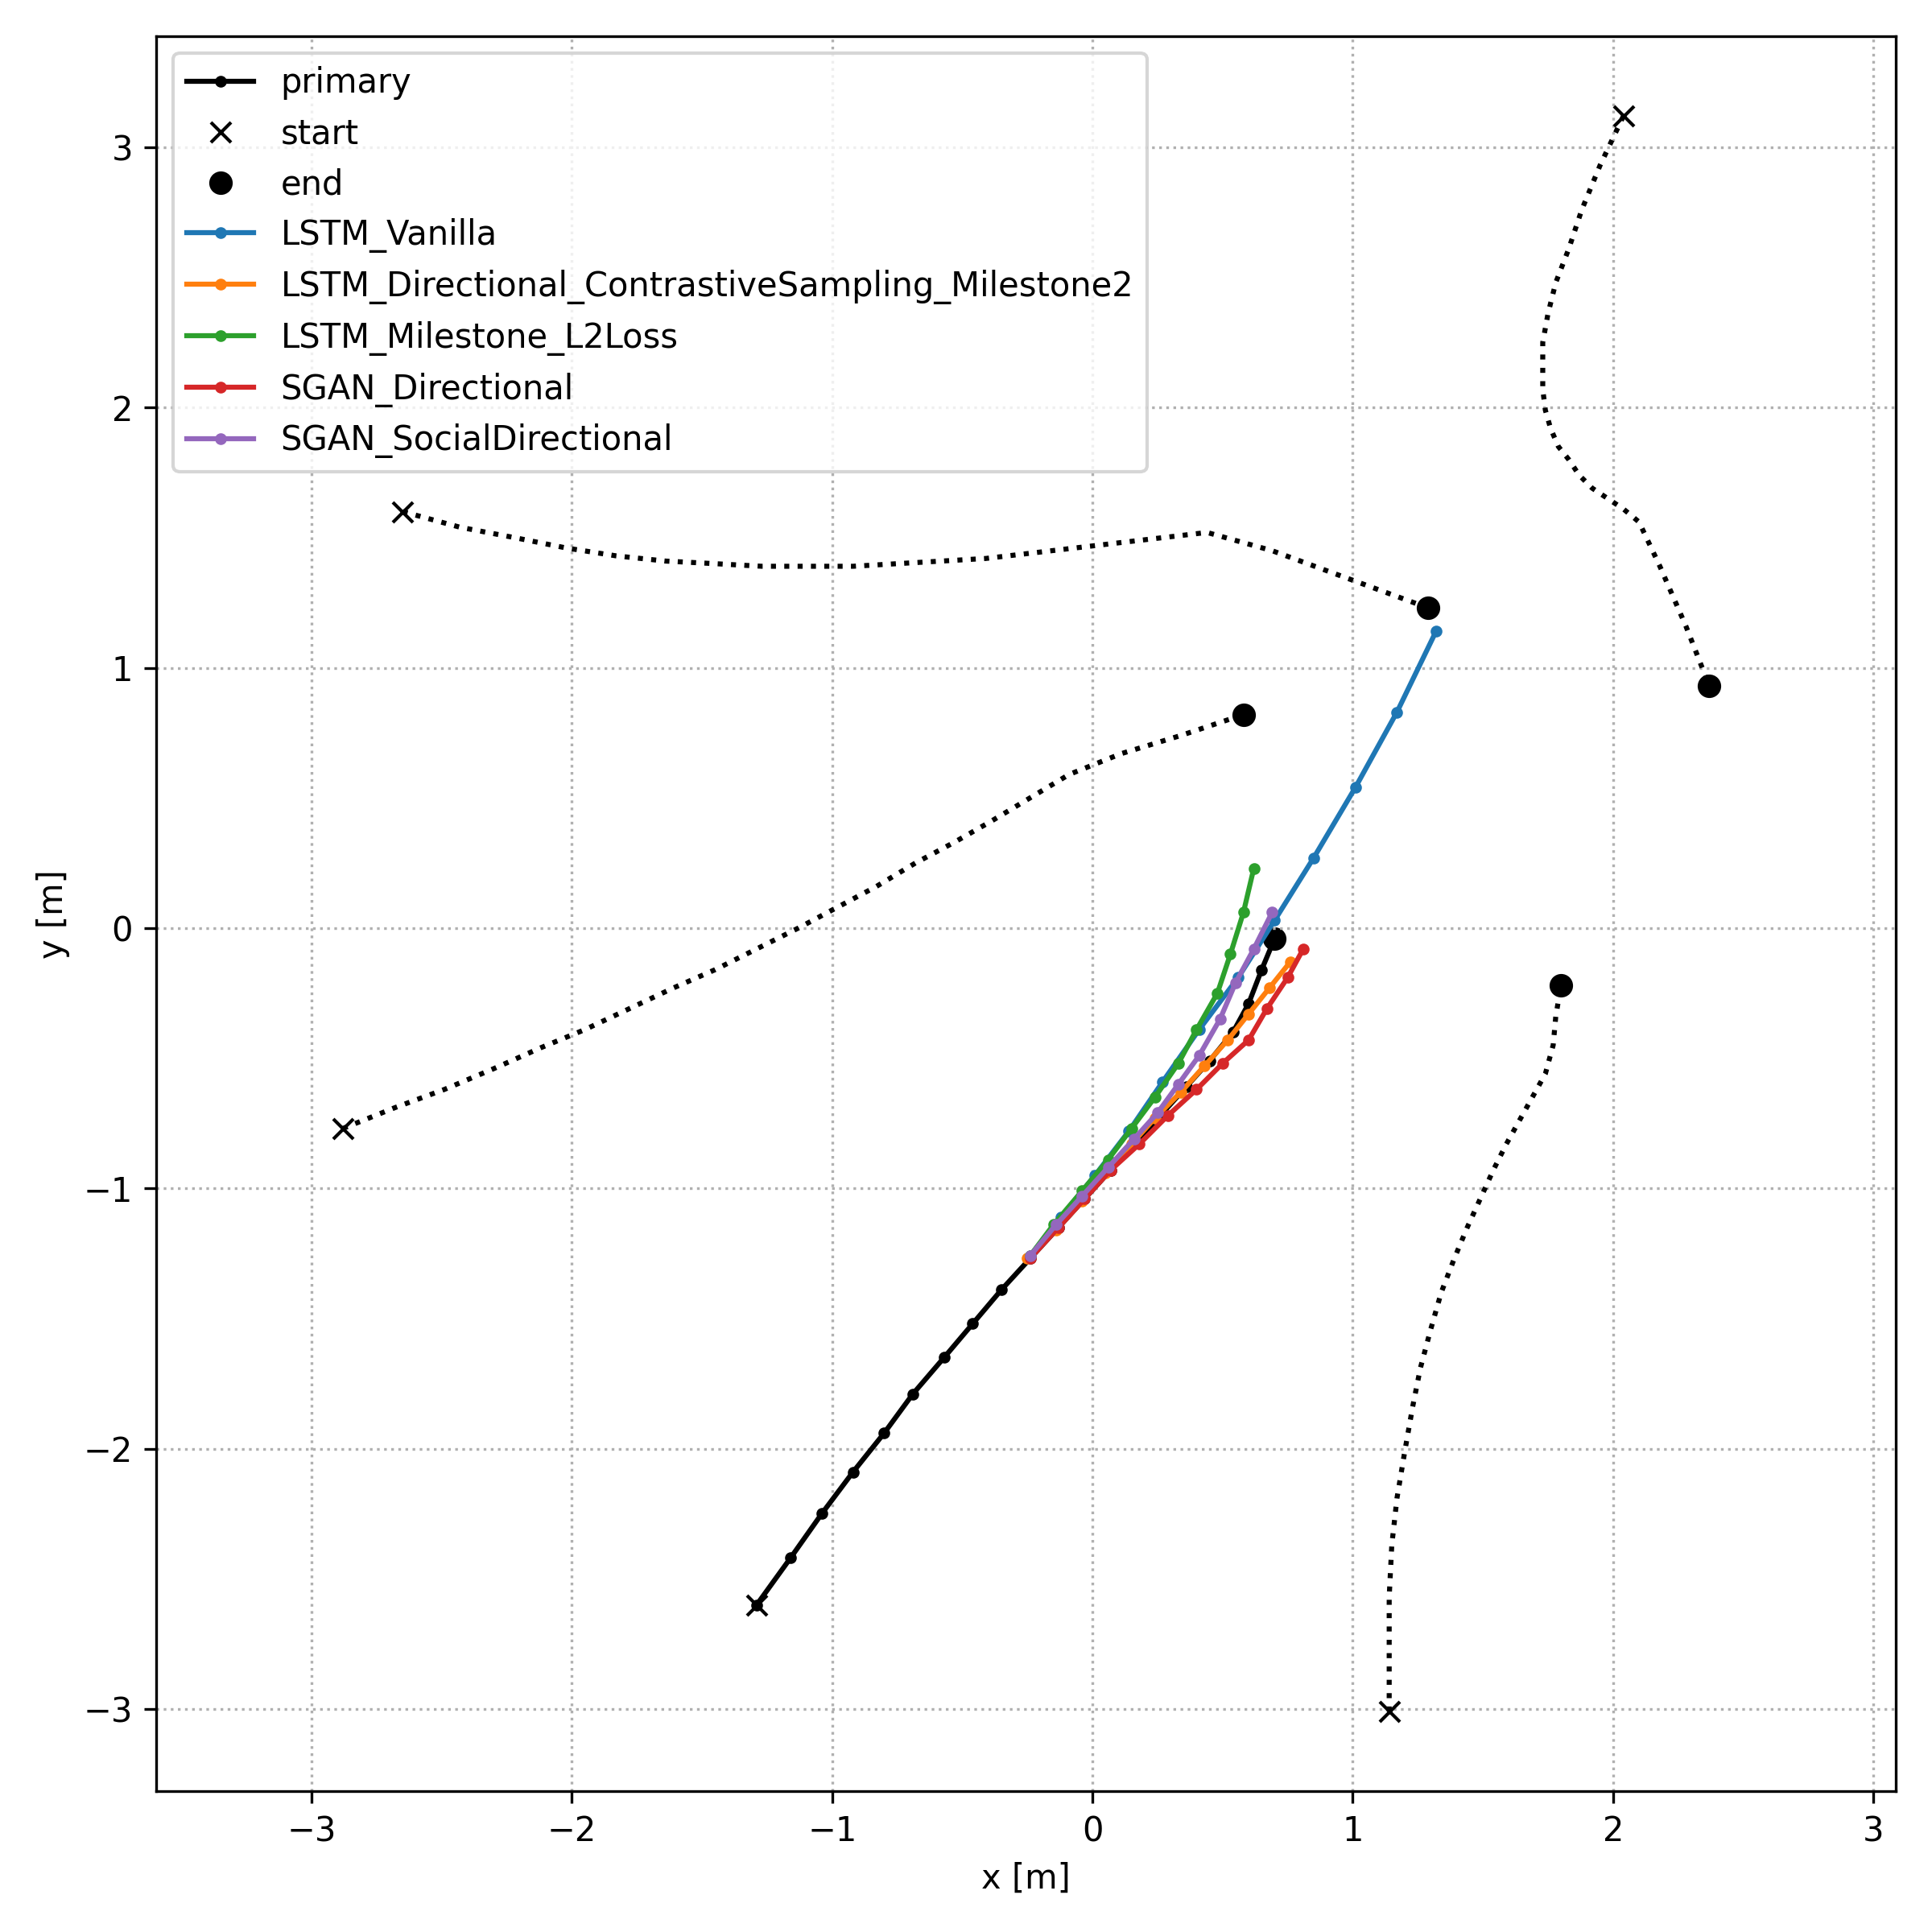 primary
start
end
LSTM_Vanilla
LSTM_Directional_ContrastiveSampling_Milestone2
LSTM_Milestone_L2Loss
SGAN_Directional
SGAN_SocialDirectional
3
2
1
0
−1
−2
−3
y [m]
−3 −2 −1 0 1 2 3
x [m]